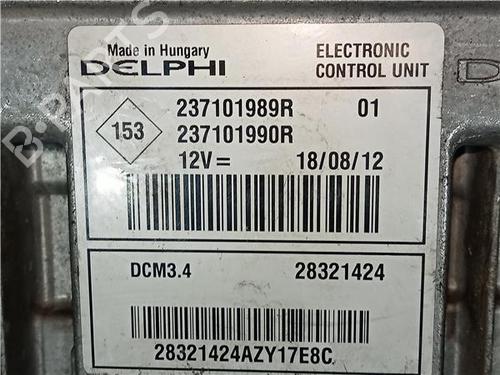 Made in Hungary
DELPHI
ELECTRONIC
CONTROL UNIT
D
153
237101989R 01
237101990R
12V= 18/08/12
DCM3.4 28321424
28321424AZY17E8C
B-PARTS